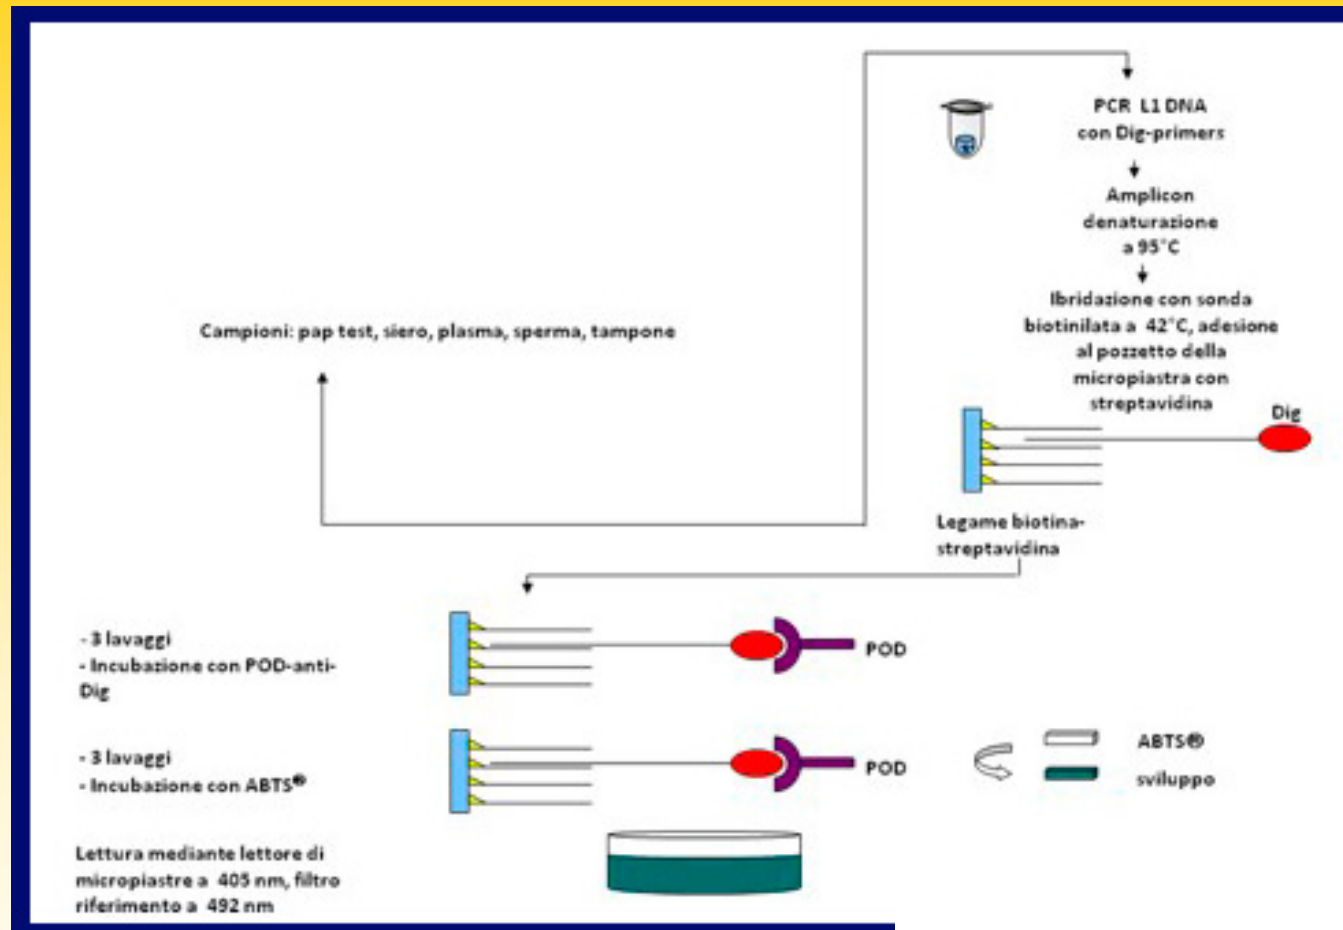 PCR L1 DNA
con Dig-primers
Amplicon
denaturazione
a 95°C
Ibridazione con sonda
biotinilata a 42°C, adesione
al pozzetto della
micropiastra con
streptavidina
Dig
Campioni: pap test, siero, plasma, sperma, tampone
Legame biotina-
streptavidina
- 3 lavaggi
- Incubazione con POD-anti-
Dig
POD
- 3 lavaggi
- Incubazione con ABTS®
POD
ABTS®
sviluppo
Lettura mediante lettore di
micropiastre a 405 nm, filtro
riferimento a 492 nm